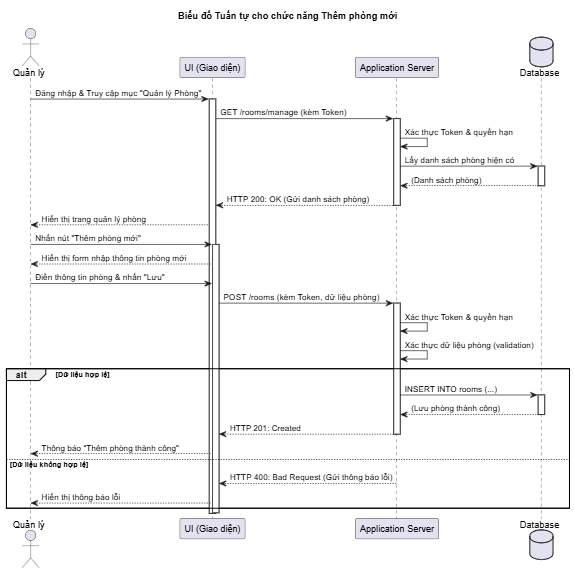 Biểu đồ Tuần tự cho chức năng Thêm phòng mới
Quản lý
UI (Giao diện)
Application Server
Database
Đăng nhập & Truy cập mục "Quản lý Phòng"
GET /rooms/manage (kèm Token)
Xác thực Token & quyền hạn
Lấy danh sách phòng hiện có
(Danh sách phòng)
HTTP 200: OK (Gửi danh sách phòng)
Hiển thị trang quản lý phòng
Nhấn nút "Thêm phòng mới"
Hiển thị form nhập thông tin phòng mới
Điền thông tin phòng & nhấn "Lưu"
POST /rooms (kèm Token, dữ liệu phòng)
Xác thực Token & quyền hạn
Xác thực dữ liệu phòng (validation)
alt
[Dữ liệu hợp lệ]
INSERT INTO rooms (...)
(Lưu phòng thành công)
HTTP 201: Created
Thông báo "Thêm phòng thành công"
[Dữ liệu không hợp lệ]
HTTP 400: Bad Request (Gửi thông báo lỗi)
Hiển thị thông báo lỗi
Quản lý
UI (Giao diện)
Application Server
Database